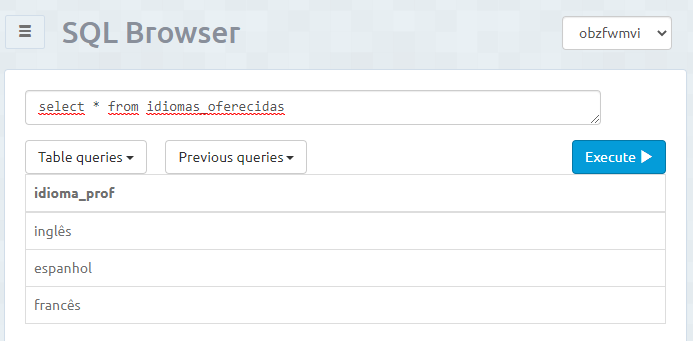 SQL Browser
obzfwmvi
select * from idiomas_oferecidas
Table queries Previous queries Execute
idioma_prof
inglês
espanhol
francês